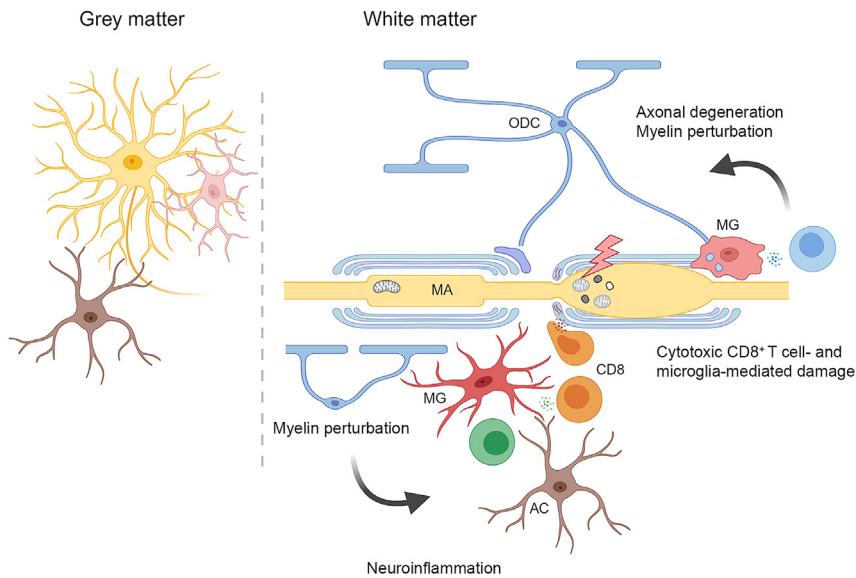 Grey matter
White matter
ODC
Axonal degeneration
Myelin perturbation
MG
MA
Cytotoxic CD8⁺ T cell- and
microglia-mediated damage
CD8
MG
Myelin perturbation
AC
Neuroinflammation